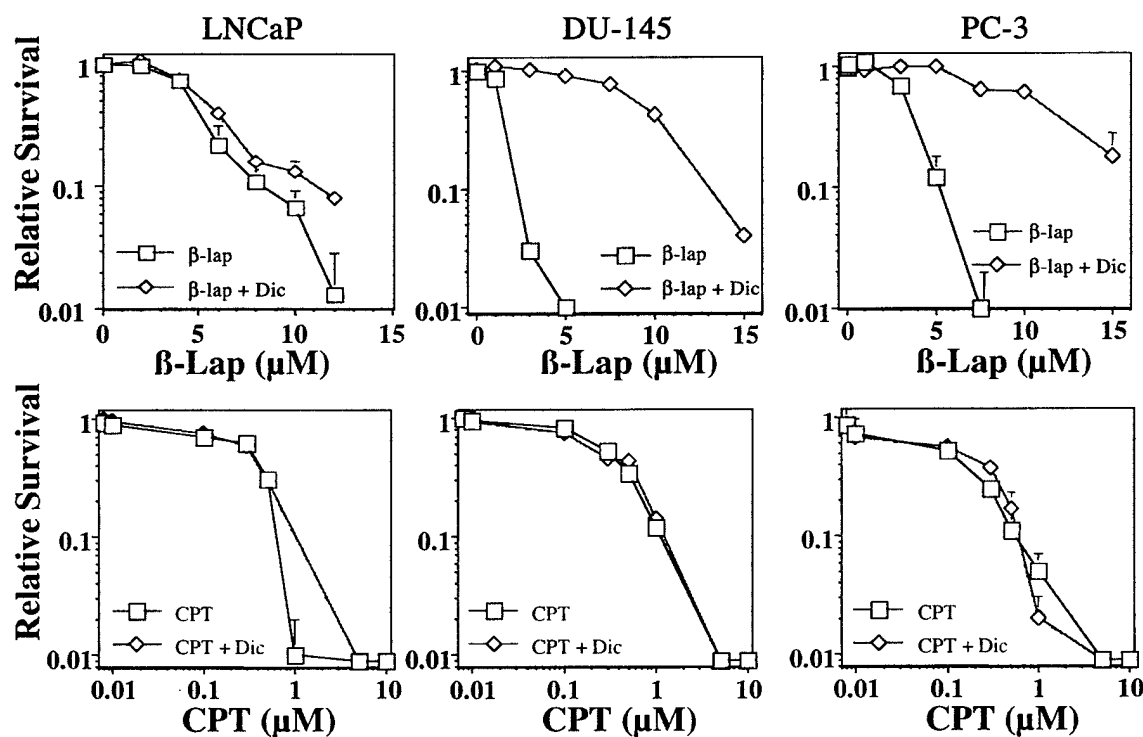 LNCaP
DU-145
PC-3
Relative Survival
1
0.1
0.01
β-lap
β-lap + Dic
0
5
10
15
ß-Lap (µM)
1
0.1
0.01
β-lap
β-lap + Dic
0
5
10
15
ß-Lap (µM)
1
0.1
0.01
β-lap
β-lap + Dic
0
5
10
15
ß-Lap (µM)
Relative Survival
1
0.1
0.01
CPT
CPT + Dic
0.01
0.1
1
10
CPT (µM)
1
0.1
0.01
CPT
CPT + Dic
0.01
0.1
1
10
CPT (µM)
1
0.1
0.01
CPT
CPT + Dic
0.01
0.1
1
10
CPT (µM)